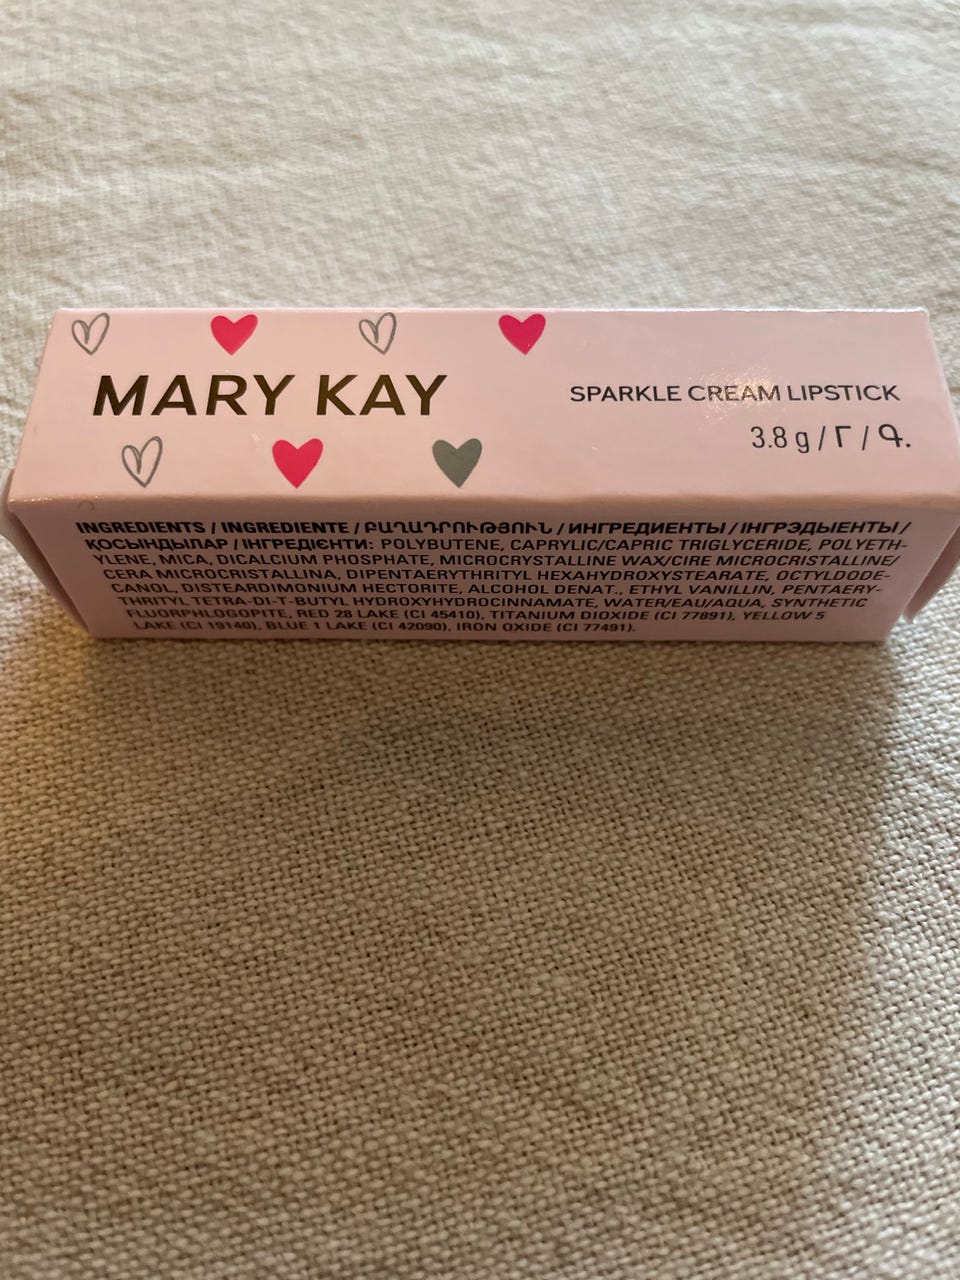 MARY KAY
SPARKLE CREAM LIPSTICK
3.8 g / Г / Գ.
INGREDIENTS / INGREDIENTE / ԲԱՂԱԴՐՈՒԹՅՈՒՆ / ИНГРЕДИЕНТЫ / ІНГРЭДЫЕНТЫ /
ҚОСЫНДЫЛАР / ІНГРЕДІЄНТИ: POLYBUTENE, CAPRYLIC/CAPRIC TRIGLYCERIDE, POLYETH-
YLENE, MICA, DICALCIUM PHOSPHATE, MICROCRYSTALLINE WAX/CIRE MICROCRISTALLINE/
CERA MICROCRISTALLINA, DIPENTAERYTHRITYL HEXAHYDROXYSTEARATE, OCTYLDODE-
CANOL, DISTEARDIMONIUM HECTORITE, ALCOHOL DENAT., ETHYL VANILLIN, PENTAERY-
THRITYL TETRA-DI-T-BUTYL HYDROXYHYDROCINNAMATE, WATER/EAU/AQUA, SYNTHETIC
FLUORPHLOGOPITE, RED 28 LAKE (CI 45410), TITANIUM DIOXIDE (CI 77891), YELLOW 5
LAKE (CI 19140), BLUE 1 LAKE (CI 42090), IRON OXIDE (CI 77491).